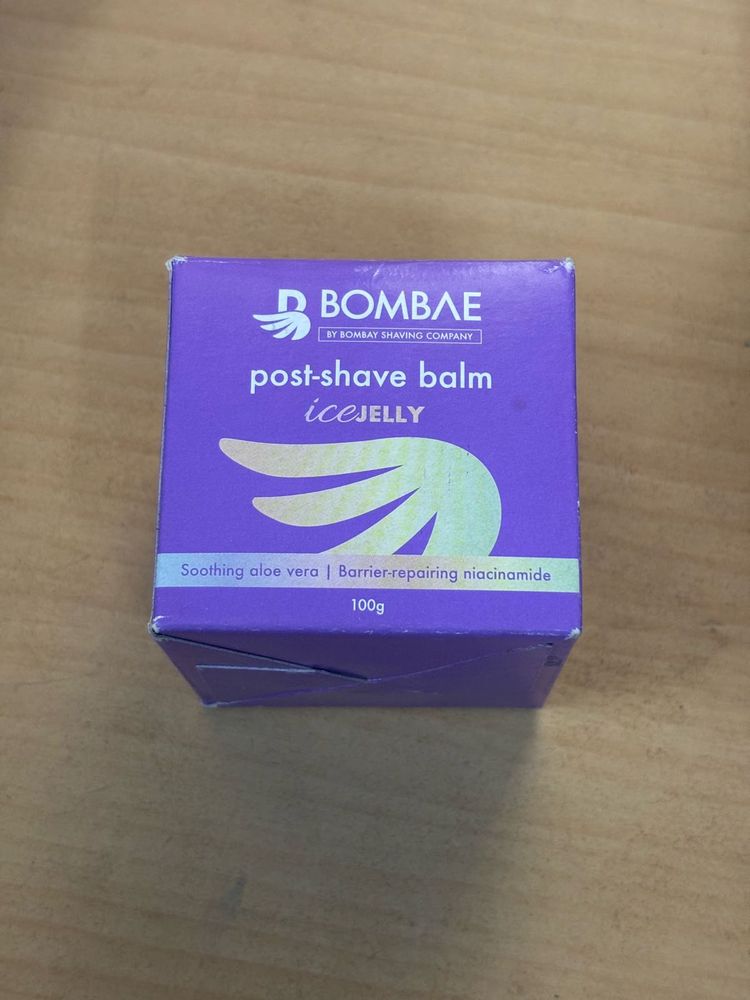 BOMBAE
BY BOMBAY SHAVING COMPANY
post-shave balm
iceJELLY
Soothing aloe vera | Barrier-repairing niacinamide
100g